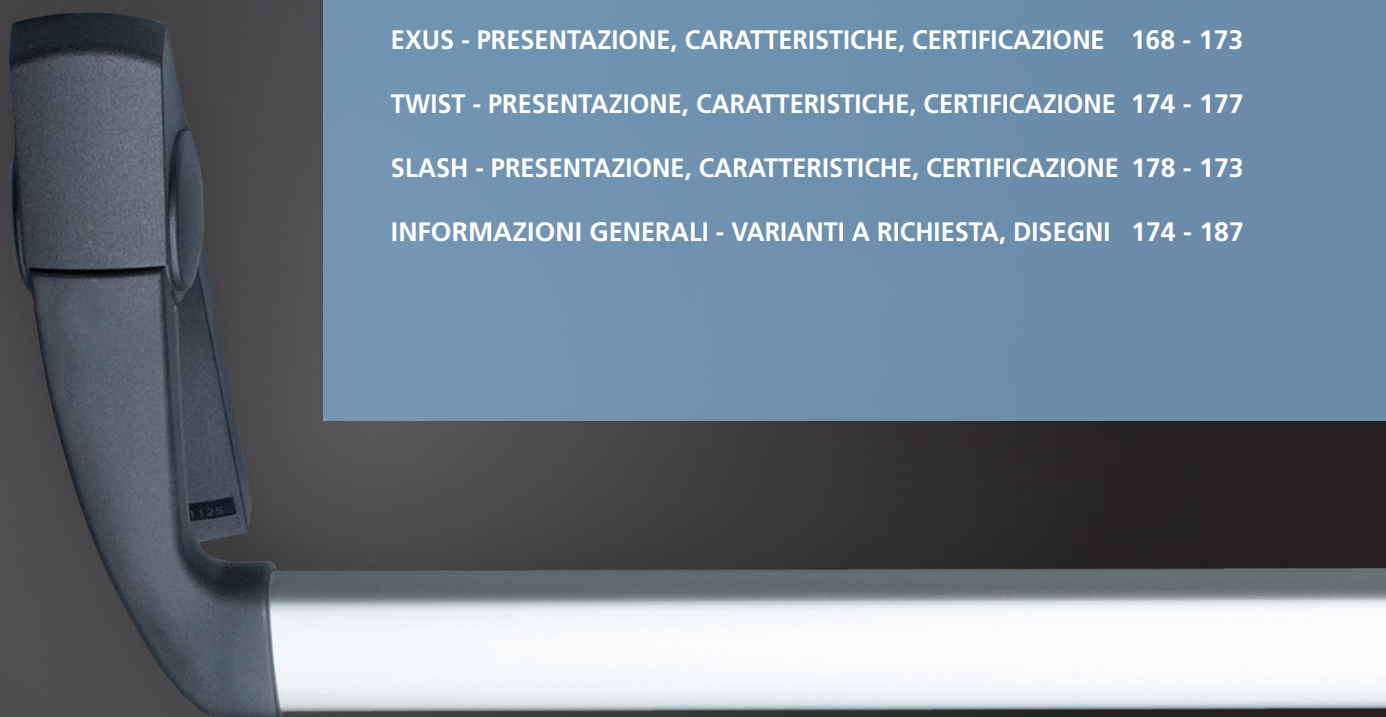 EXUS - PRESENTAZIONE, CARATTERISTICHE, CERTIFICAZIONE 168 - 173
TWIST - PRESENTAZIONE, CARATTERISTICHE, CERTIFICAZIONE 174 - 177
SLASH - PRESENTAZIONE, CARATTERISTICHE, CERTIFICAZIONE 178 - 173
INFORMAZIONI GENERALI - VARIANTI A RICHIESTA, DISEGNI 174 - 187
1125